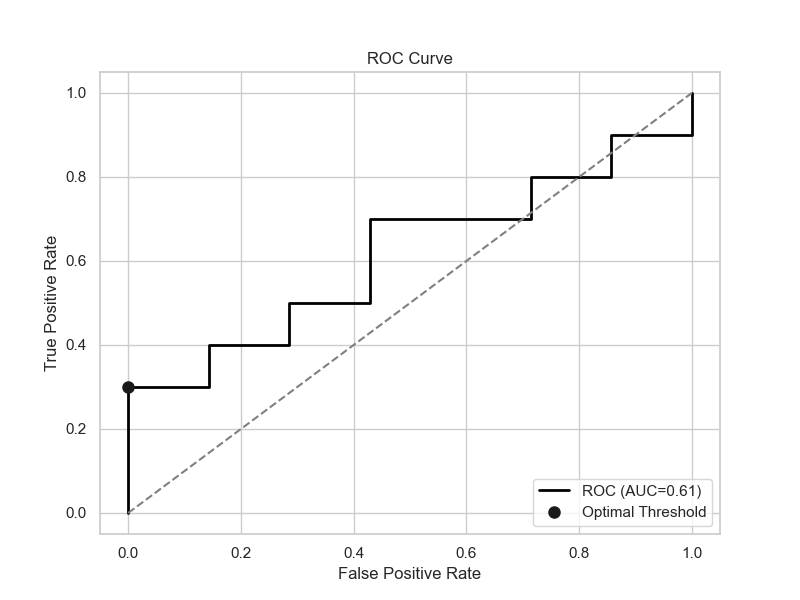 ROC Curve
1.0
0.8
0.6
0.4
0.2
0.0
True Positive Rate
0.0 0.2 0.4 0.6 0.8 1.0
False Positive Rate
ROC (AUC=0.61)
Optimal Threshold